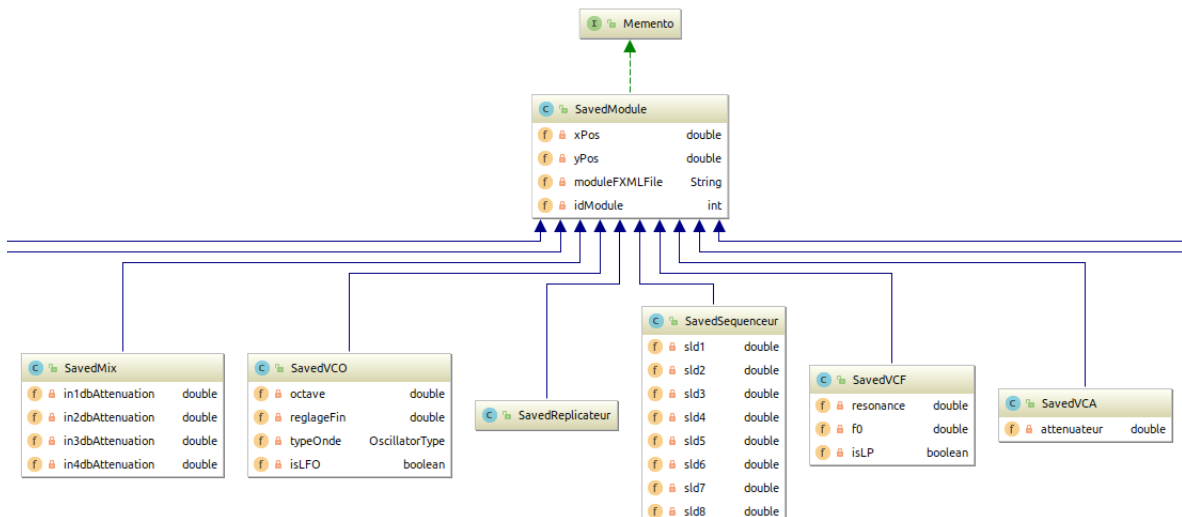 I Memento
C SavedModule
f xPos double
f yPos double
f moduleFXMLFile String
f idModule int
C SavedMix
f in1dbAttenuation double
f in2dbAttenuation double
f in3dbAttenuation double
f in4dbAttenuation double
C SavedVCO
f octave double
f reglageFin double
f typeOnde OscillatorType
f isLFO boolean
C SavedReplicateur
C SavedSequenceur
f sld1 double
f sld2 double
f sld3 double
f sld4 double
f sld5 double
f sld6 double
f sld7 double
f sld8 double
C SavedVCF
f resonance double
f f0 double
f isLP boolean
C SavedVCA
f attenuateur double